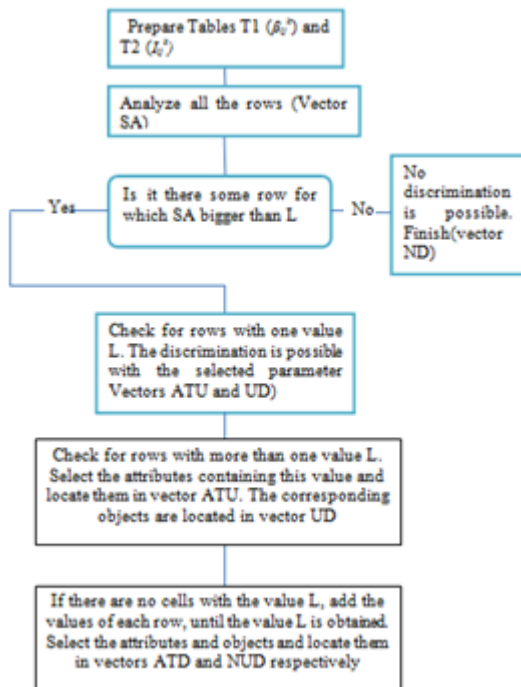 Prepare Tables T1 (βᵢⱼᵏ) and
T2 (Iᵢⱼᵏ)
Analyze all the rows (Vector
SA)
Is it there some row for
which SA bigger than L
Yes
No
No
discrimination
is possible.
Finish(vector
ND)
Check for rows with one value
L. The discrimination is possible
with the selected parameter
Vectors ATU and UD)
Check for rows with more than one value L.
Select the attributes containing this value and
locate them in vector ATU. The corresponding
objects are located in vector UD
If there are no cells with the value L, add the
values of each row, until the value L is obtained.
Select the attributes and objects and locate them
in vectors ATD and NUD respectively